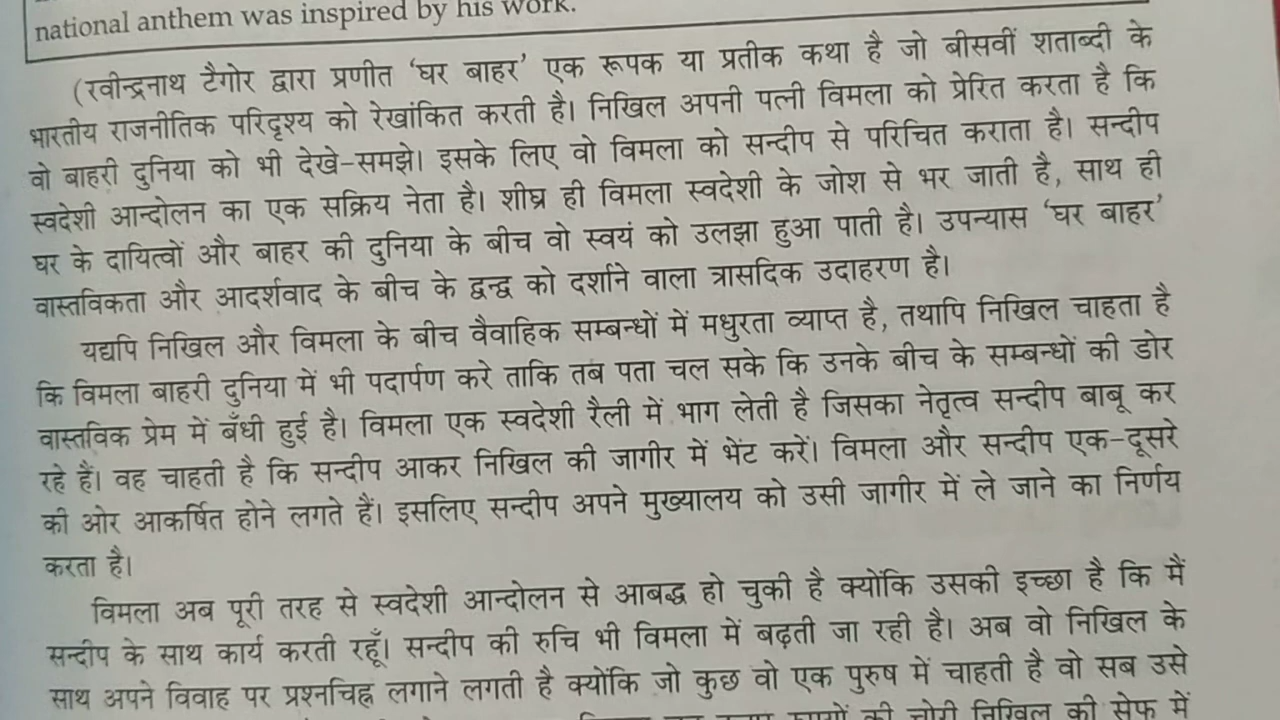 national anthem was inspired by his work.
(रवीन्द्रनाथ टैगोर द्वारा प्रणीत ‘घर बाहर’ एक रूपक या प्रतीक कथा है जो बीसवीं शताब्दी के
भारतीय राजनीतिक परिदृश्य को रेखांकित करती है। निखिल अपनी पत्नी विमला को प्रेरित करता है कि
वो बाहरी दुनिया को भी देखे-समझे। इसके लिए वो विमला को सन्दीप से परिचित कराता है। सन्दीप
स्वदेशी आन्दोलन का एक सक्रिय नेता है। शीघ्र ही विमला स्वदेशी के जोश से भर जाती है, साथ ही
घर के दायित्वों और बाहर की दुनिया के बीच वो स्वयं को उलझा हुआ पाती है। उपन्यास ‘घर बाहर’
वास्तविकता और आदर्शवाद के बीच के द्वन्द्व को दर्शाने वाला त्रासदिक उदाहरण है।
यद्यपि निखिल और विमला के बीच वैवाहिक सम्बन्धों में मधुरता व्याप्त है, तथापि निखिल चाहता है
कि विमला बाहरी दुनिया में भी पदार्पण करे ताकि तब पता चल सके कि उनके बीच के सम्बन्धों की डोर
वास्तविक प्रेम में बँधी हुई है। विमला एक स्वदेशी रैली में भाग लेती है जिसका नेतृत्व सन्दीप बाबू कर
रहे हैं। वह चाहती है कि सन्दीप आकर निखिल की जागीर में भेंट करें। विमला और सन्दीप एक-दूसरे
की ओर आकर्षित होने लगते हैं। इसलिए सन्दीप अपने मुख्यालय को उसी जागीर में ले जाने का निर्णय
करता है।
विमला अब पूरी तरह से स्वदेशी आन्दोलन से आबद्ध हो चुकी है क्योंकि उसकी इच्छा है कि मैं
सन्दीप के साथ कार्य करती रहूँ। सन्दीप की रुचि भी विमला में बढ़ती जा रही है। अब वो निखिल के
साथ अपने विवाह पर प्रश्नचिह्न लगाने लगती है क्योंकि जो कुछ वो एक पुरुष में चाहती है वो सब उसे
की चोरी निखिल की सेफ में